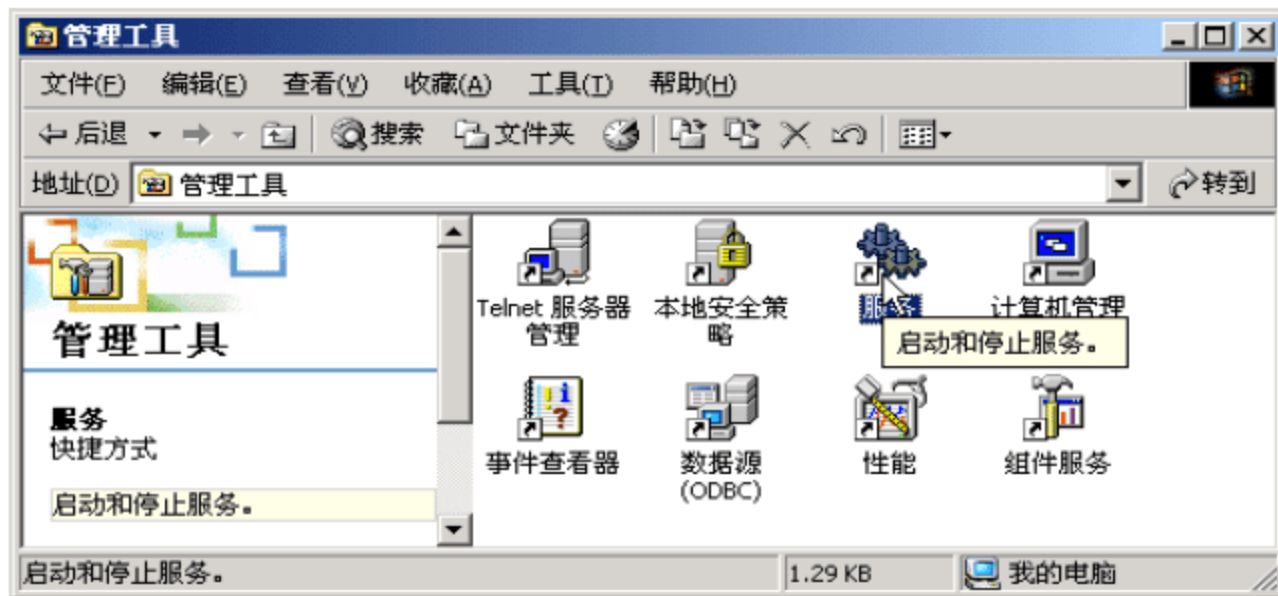 管理工具
文件(F) 编辑(E) 查看(V) 收藏(A) 工具(T) 帮助(H)
后退 搜索 文件夹
地址(D) 管理工具 转到
管理工具
服务
快捷方式
启动和停止服务。
Telnet 服务器
管理
本地安全策
略
服务
计算机管理
启动和停止服务。
事件查看器
数据源
(ODBC)
性能
组件服务
启动和停止服务。 1.29 KB 我的电脑